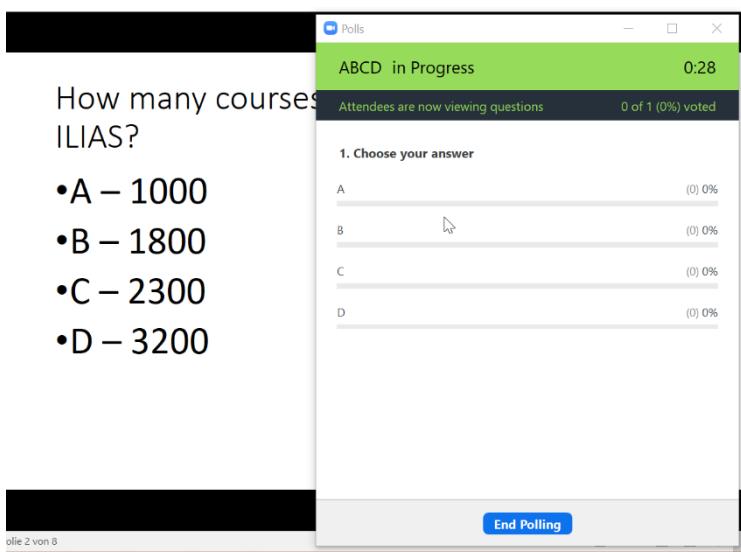 How many courses
ILIAS?
•A – 1000
•B – 1800
•C – 2300
•D – 3200
Polls
ABCD in Progress 0:28
Attendees are now viewing questions 0 of 1 (0%) voted
1. Choose your answer
A (0) 0%
B (0) 0%
C (0) 0%
D (0) 0%
End Polling
olie 2 von 8